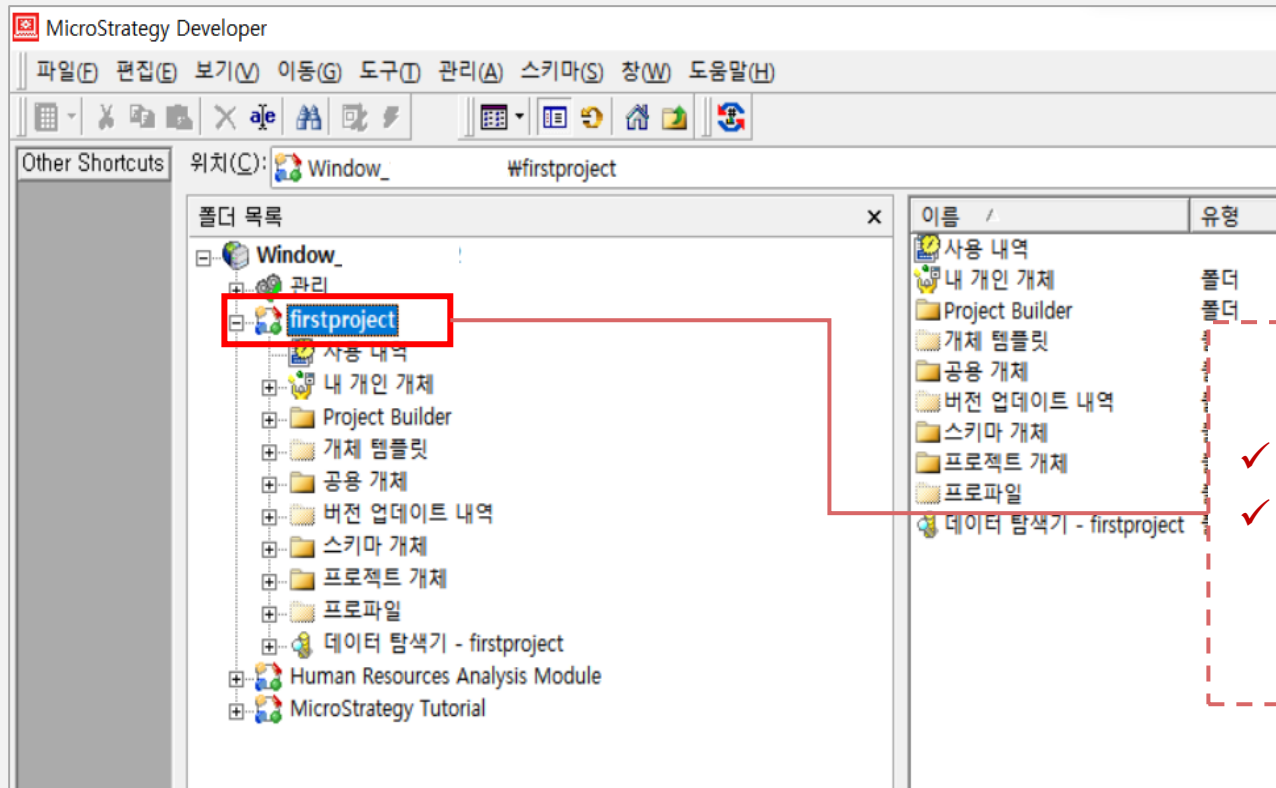 MicroStrategy Developer
파일(F) 편집(E) 보기(V) 이동(G) 도구(T) 관리(A) 스키마(S) 창(W) 도움말(H)
Other Shortcuts
위치(C): Window_ ₩firstproject
폴더 목록
Window_
관리
firstproject
사용 내역
내 개인 개체
Project Builder
개체 템플릿
공용 개체
버전 업데이트 내역
스키마 개체
프로젝트 개체
프로파일
데이터 탐색기 - firstproject
Human Resources Analysis Module
MicroStrategy Tutorial
이름 유형
사용 내역
내 개인 개체 폴더
Project Builder 폴더
개체 템플릿
공용 개체
버전 업데이트 내역
스키마 개체
프로젝트 개체
프로파일
데이터 탐색기 - firstproject